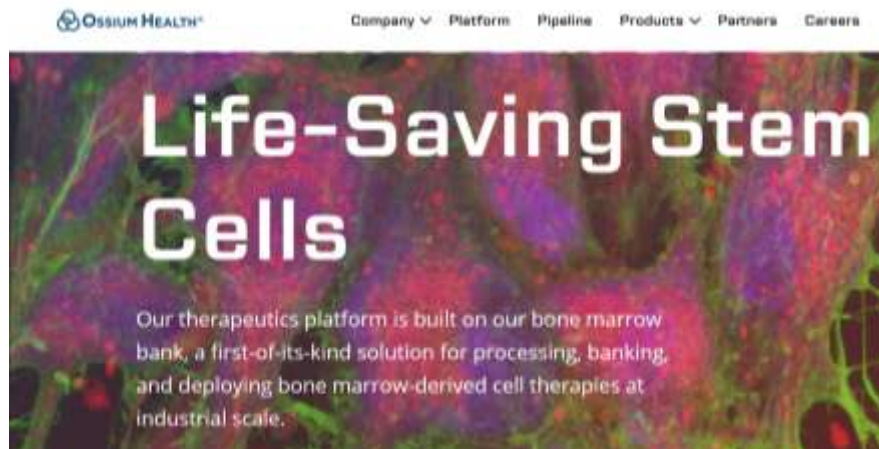 OSSIUM HEALTH®
Company Platform Pipeline Products Partners Careers
Life-Saving Stem
Cells
Our therapeutics platform is built on our bone marrow
bank, a first-of-its-kind solution for processing, banking,
and deploying bone marrow-derived cell therapies at
industrial scale.